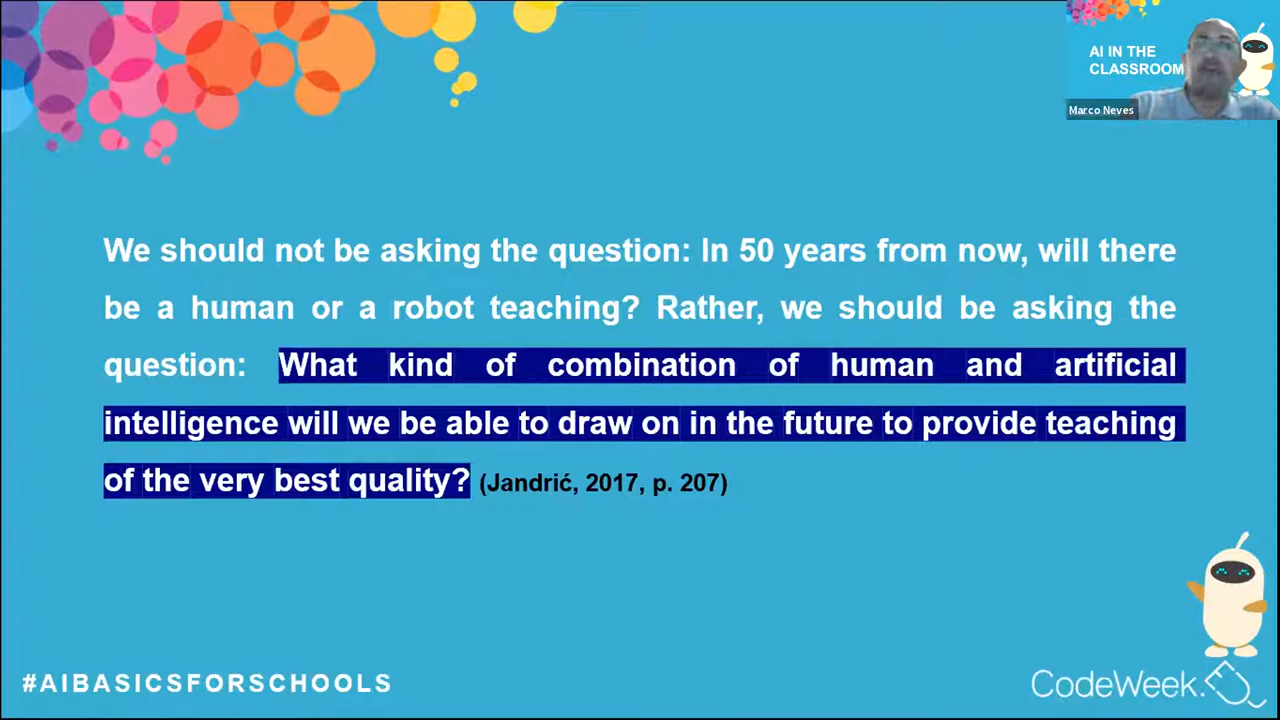 AI IN THE
CLASSROOM
Marco Neves
We should not be asking the question: In 50 years from now, will there
be a human or a robot teaching? Rather, we should be asking the
question: What kind of combination of human and artificial
intelligence will we be able to draw on in the future to provide teaching
of the very best quality? (Jandrić, 2017, p. 207)
#AIBASICSFORSCHOOLS
CodeWeek.EU